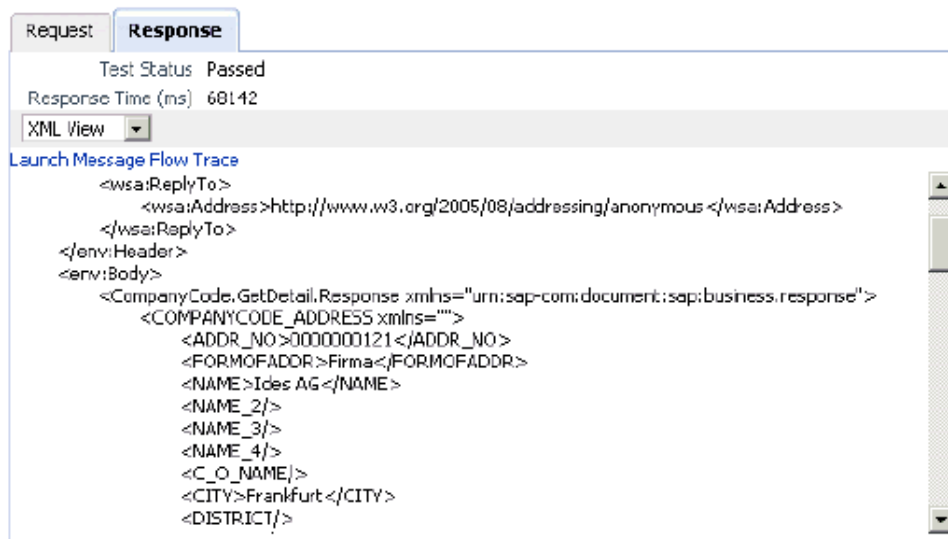 Request Response
Test Status Passed
Response Time (ms) 68142
XML View
Launch Message Flow Trace
<wsa:ReplyTo>
<wsa:Address>http://www.w3.org/2005/08/addressing/anonymous</wsa:Address>
</wsa:ReplyTo>
</env:Header>
<env:Body>
<CompanyCode.GetDetail.Response xmlns="urn:sap-com:document:sap:business.response">
<COMPANYCODE_ADDRESS xmlns="">
<ADDR_NO>0000000121</ADDR_NO>
<FORMOFADDR>Firma</FORMOFADDR>
<NAME>Ides AG</NAME>
<NAME_2/>
<NAME_3/>
<NAME_4/>
<C_O_NAME/>
<CITY>Frankfurt</CITY>
<DISTRICT/>